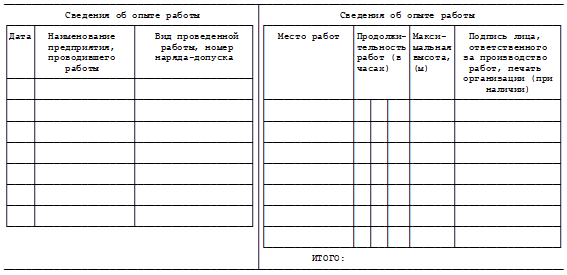 Сведения об опыте работы
Дата
Наименование
предприятия,
проводившего
работы
Вид проведенной
работы, номер
наряда-допуска
Сведения об опыте работы
Место работ
Продолжи-
тельность
работ (в
часах)
Макси-
мальная
высота,
(м)
Подпись лица,
ответственного
за производство
работ, печать
организации (при
наличии)
ИТОГО: